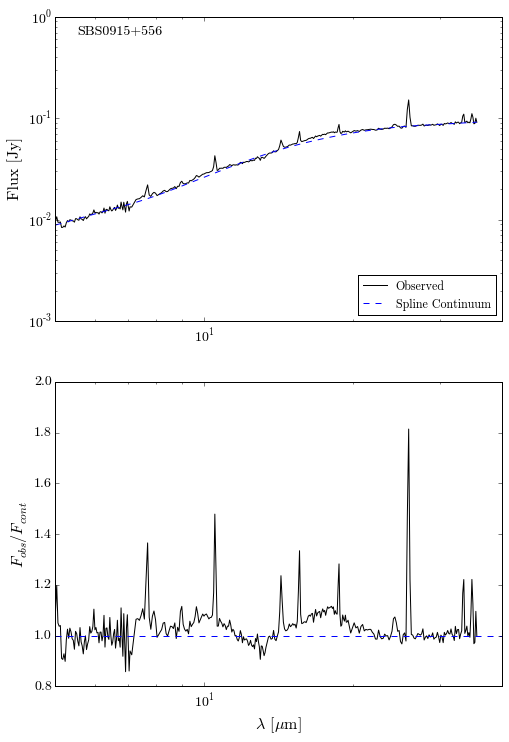 SBS0915+556
10^0
10^-1
10^-2
10^-3
Flux [Jy]
Observed
Spline Continuum
10^1
2.0
1.8
1.6
1.4
1.2
1.0
0.8
F_obs/F_cont
10^1
λ [μm]